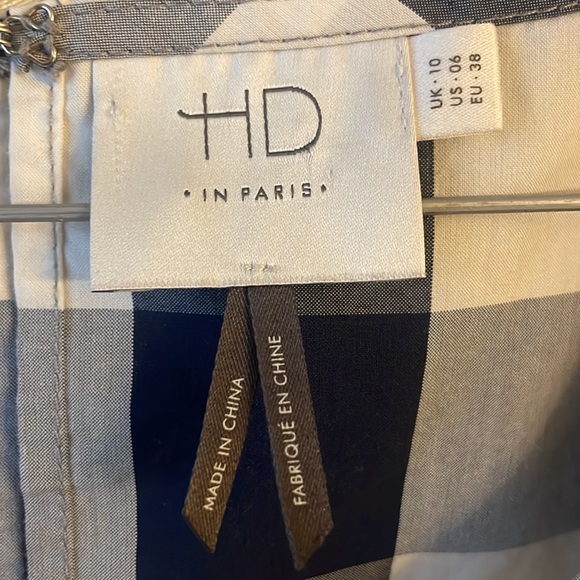 HD
• IN PARIS •
UK • 10
US • 06
EU • 38
MADE IN CHINA
FABRIQUÉ EN CHINE